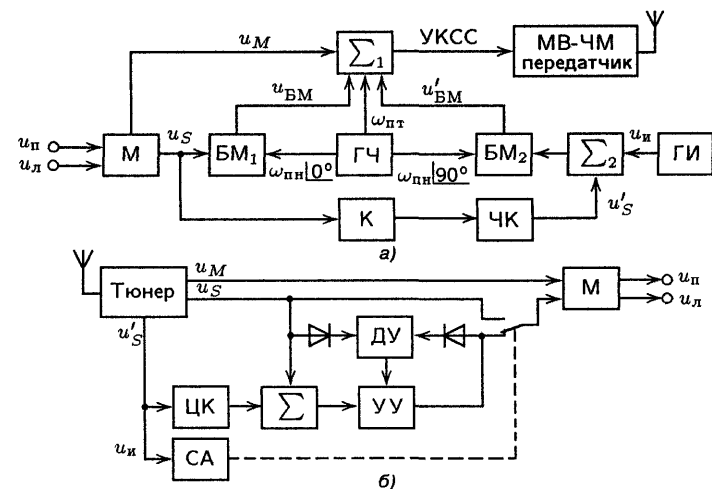 u_M
Σ₁
УКСС
МВ-ЧМ
передатчик
u_БМ
u'_БМ
ω_ПТ
u_П
u_Л
М
u_S
БМ₁
ГЧ
БМ₂
Σ₂
u_И
ГИ
ω_ПН 0°
ω_ПН 90°
К
ЧК
u'_S
а)
Тюнер
u_M
u_S
М
u_П
u_Л
u'_S
ДУ
ЦК
Σ
УУ
u_И
СА
б)